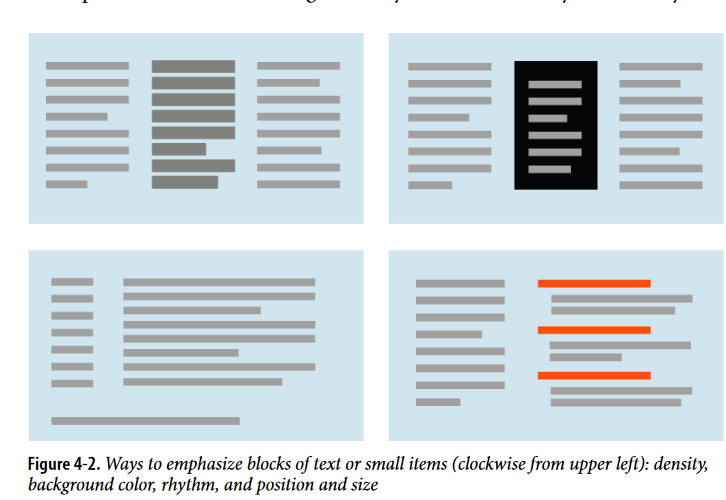 Figure 4-2. Ways to emphasize blocks of text or small items (clockwise from upper left): density,
background color, rhythm, and position and size